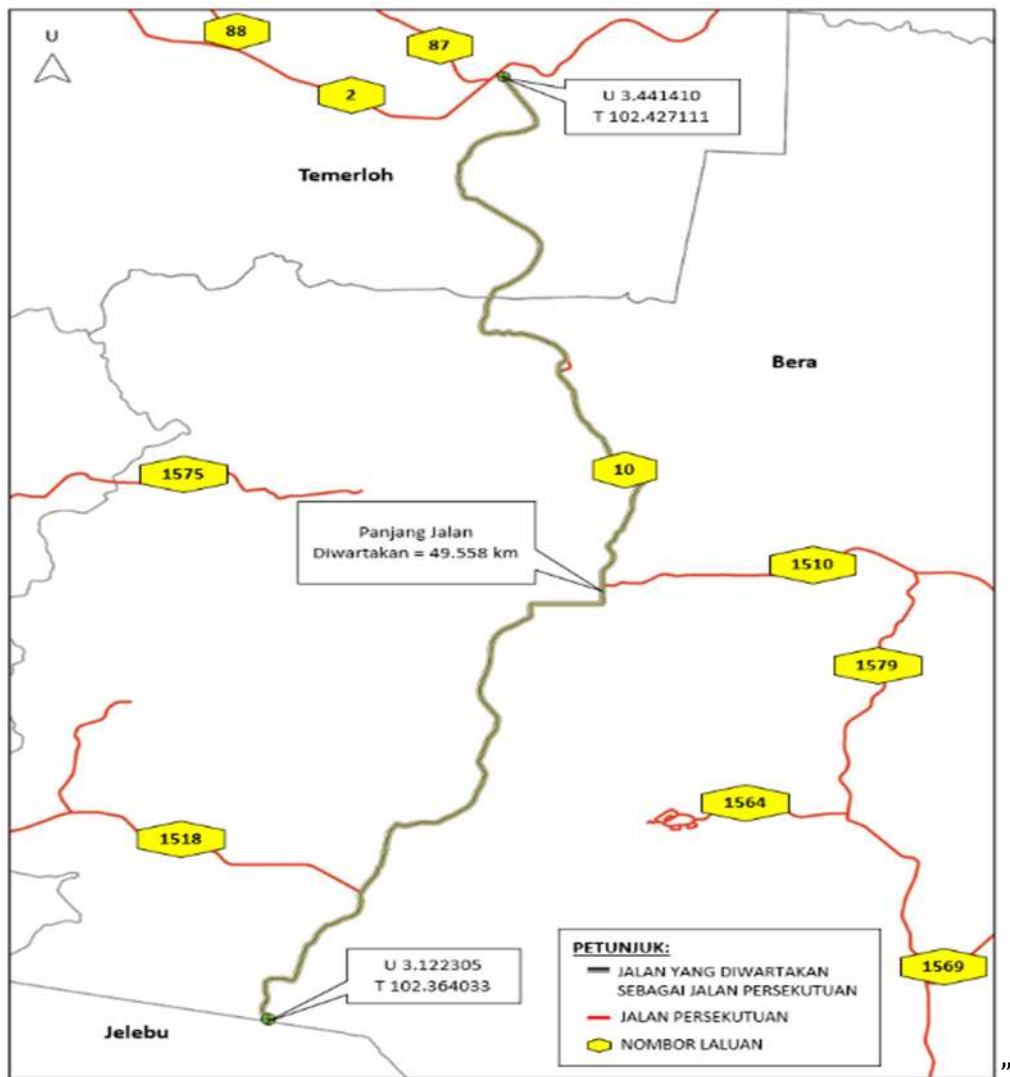 U
88
87
2
U 3.441410
T 102.427111
Temerloh
Bera
10
1575
Panjang Jalan
Diwartakan = 49.558 km
1510
1579
1564
1518
PETUNJUK:
JALAN YANG DIWARTAKAN
SEBAGAI JALAN PERSEKUTUAN
JALAN PERSEKUTUAN
NOMBOR LALUAN
U 3.122305
T 102.364033
1569
Jelebu
”